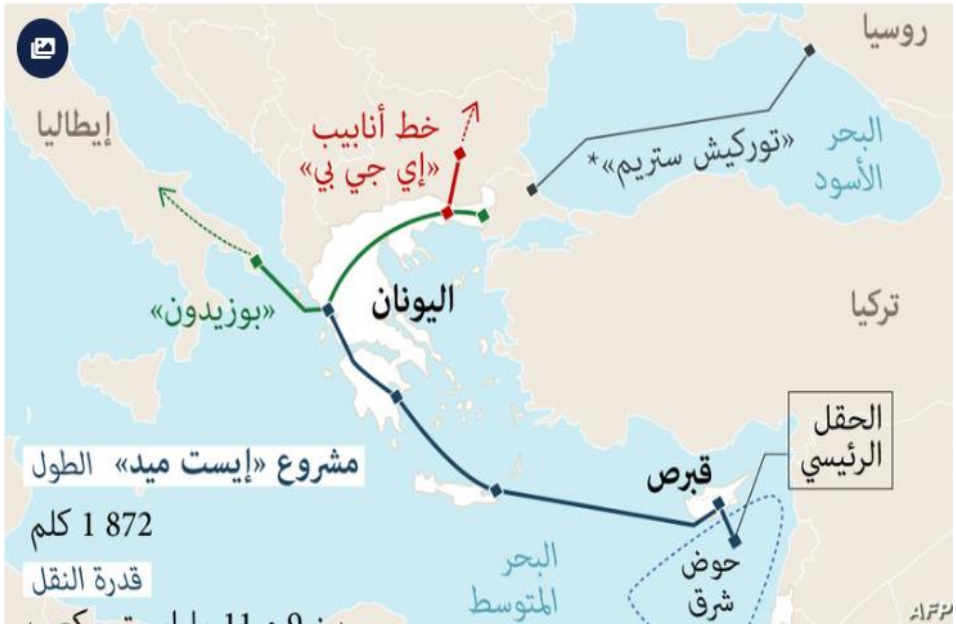 روسيا
إيطاليا
خط أنابيب
«إي جي بي»
«توركيش ستريم»*
البحر
الأسود
«بوزيدون»
اليونان
تركيا
الحقل
الرئيسي
قبرص
مشروع «إيست ميد» الطول
1 872 كلم
قدرة النقل
البحر
المتوسط
حوض
شرق
AFP